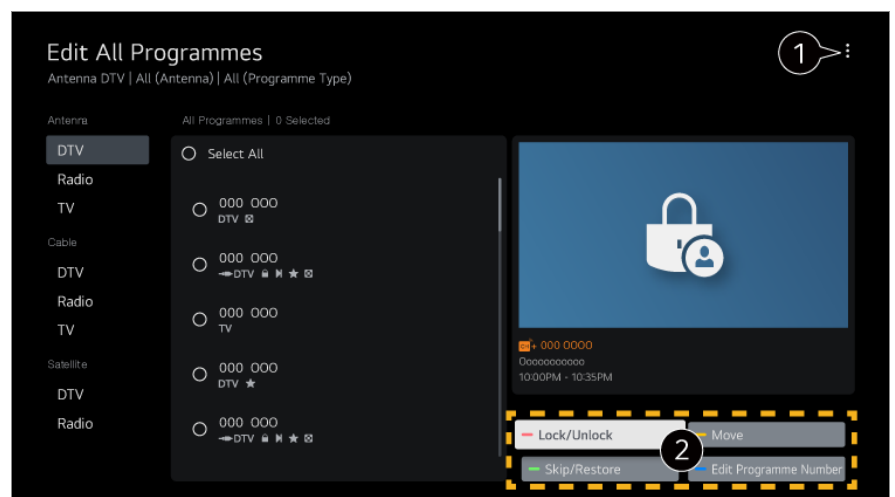 Edit All Programmes
Antenna DTV | All (Antenna) | All (Programme Type)
1
Antenna
DTV
Radio
TV
Cable
DTV
Radio
TV
Satellite
DTV
Radio
All Programmes | 0 Selected
Select All
000 000
DTV
000 000
DTV
000 000
TV
000 000
DTV ★
000 000
DTV
CH+ 000 0000
Ooooooooooo
10:00PM - 10:35PM
Lock/Unlock
Move
2
Skip/Restore
Edit Programme Number